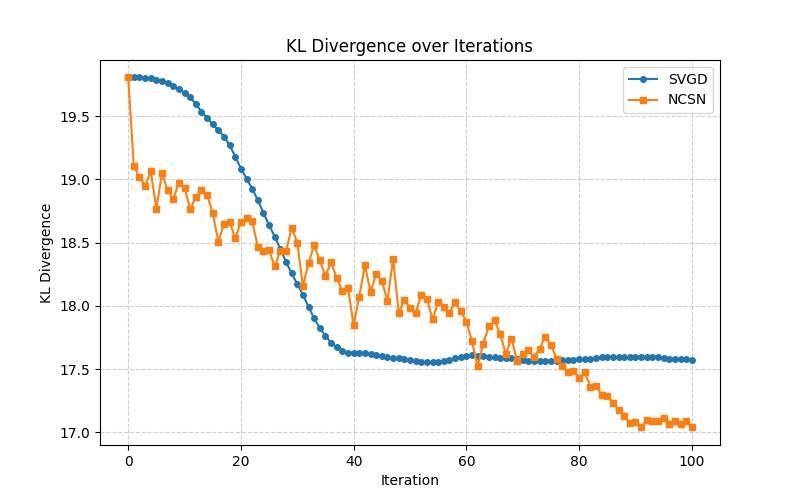 KL Divergence over Iterations
SVGD
NCSN
KL Divergence
19.5
19.0
18.5
18.0
17.5
17.0
0 20 40 60 80 100
Iteration